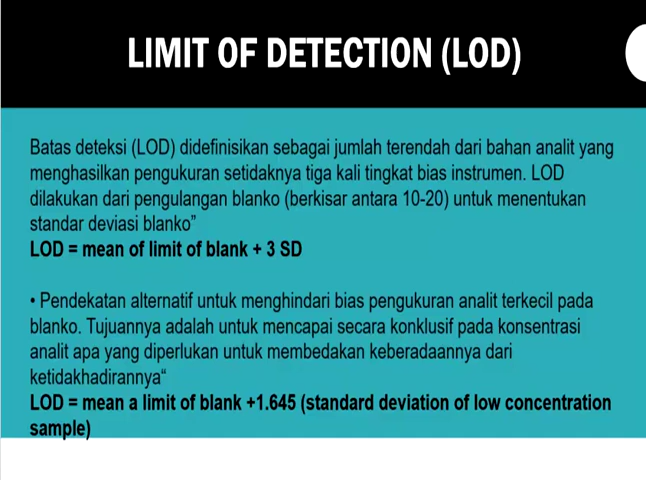 LIMIT OF DETECTION (LOD)
Batas deteksi (LOD) didefinisikan sebagai jumlah terendah dari bahan analit yang
menghasilkan pengukuran setidaknya tiga kali tingkat bias instrumen. LOD
dilakukan dari pengulangan blanko (berkisar antara 10-20) untuk menentukan
standar deviasi blanko”
LOD = mean of limit of blank + 3 SD
• Pendekatan alternatif untuk menghindari bias pengukuran analit terkecil pada
blanko. Tujuannya adalah untuk mencapai secara konklusif pada konsentrasi
analit apa yang diperlukan untuk membedakan keberadaannya dari
ketidakhadirannya“
LOD = mean a limit of blank +1.645 (standard deviation of low concentration
sample)